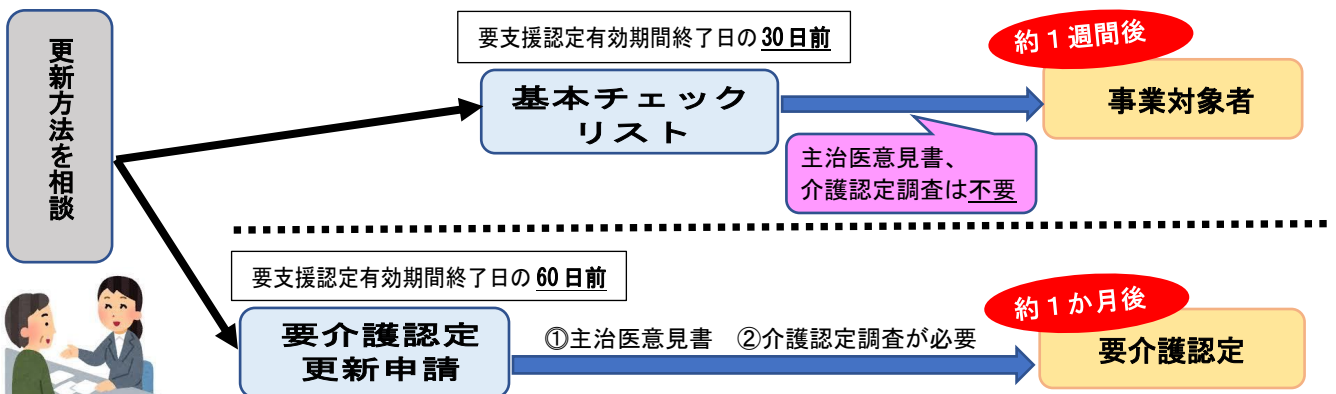 更新方法を相談
要支援認定有効期間終了日の30日前
基本チェック
リスト
約１週間後
事業対象者
主治医意見書、
介護認定調査は不要
要支援認定有効期間終了日の60日前
要介護認定
更新申請
①主治医意見書　②介護認定調査が必要
約１か月後
要介護認定